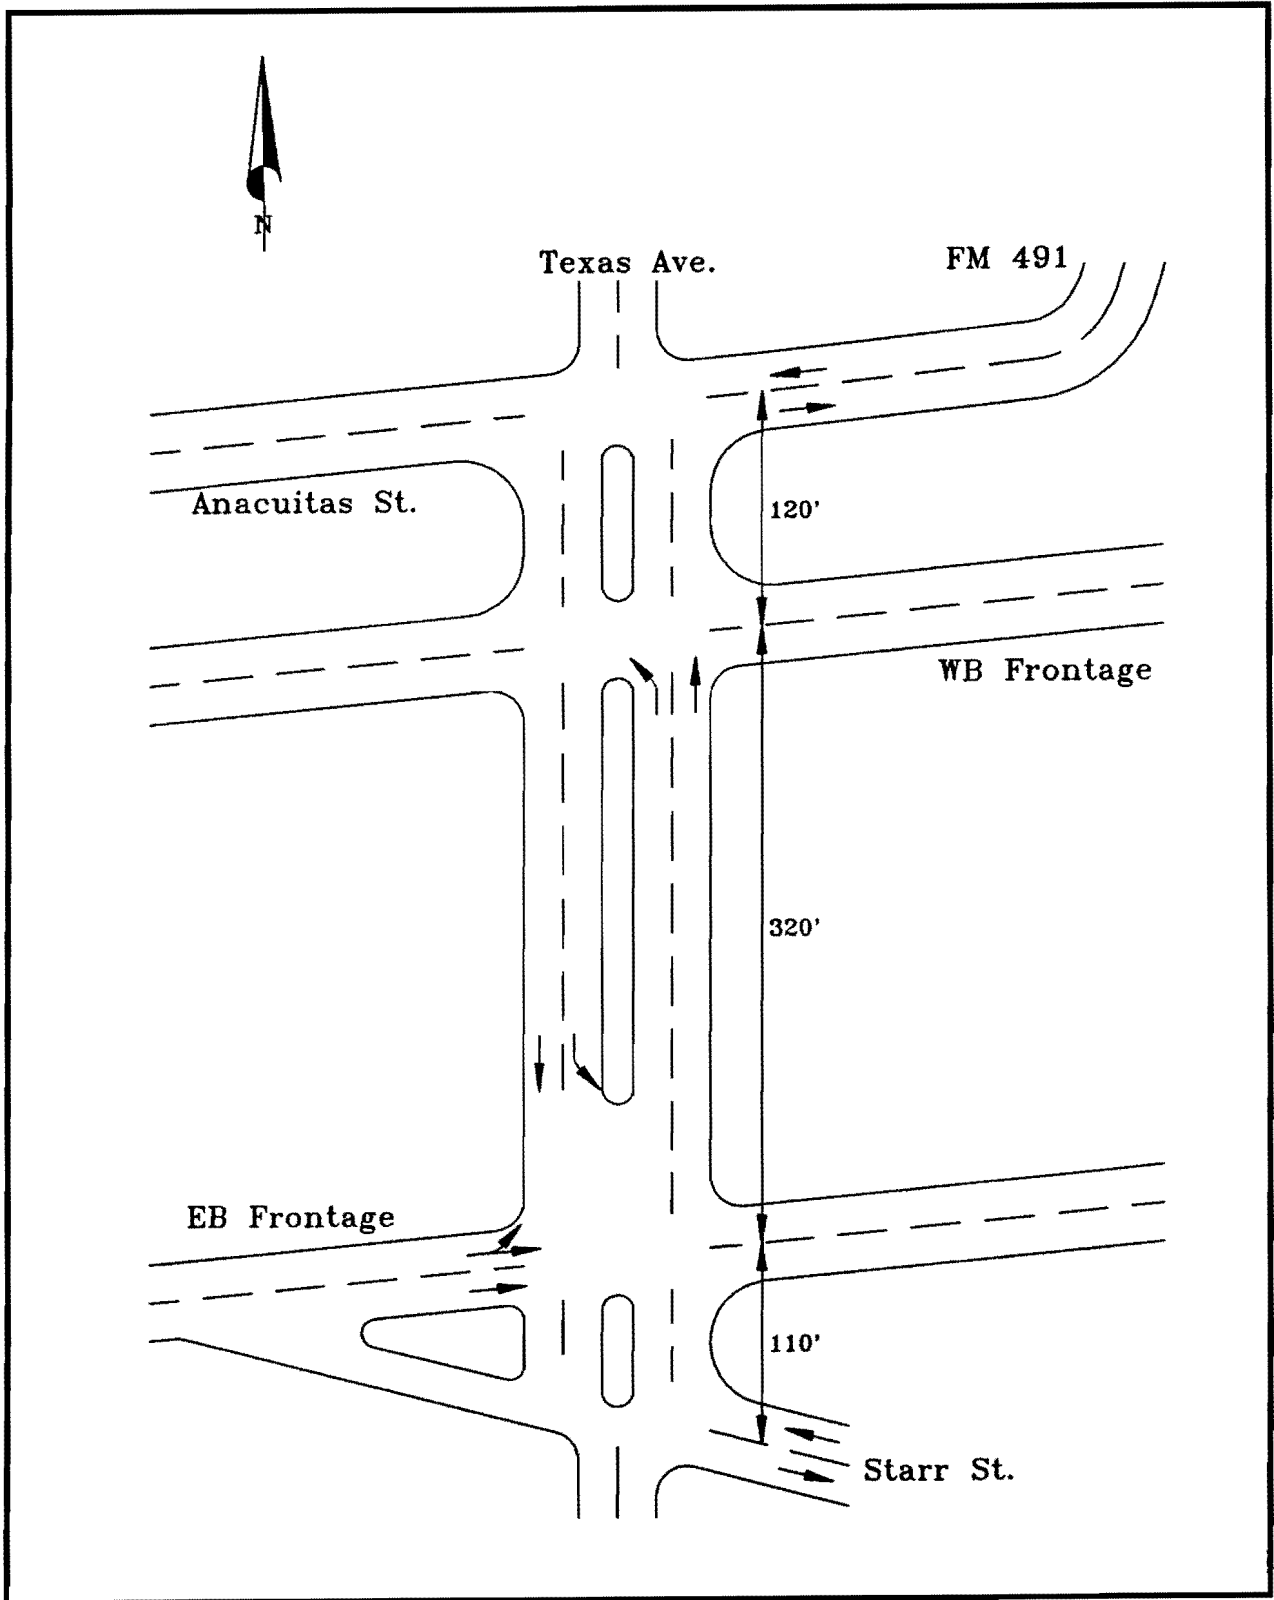 N
Texas Ave.
FM 491
Anacuitas St.
120'
WB Frontage
320'
EB Frontage
110'
Starr St.